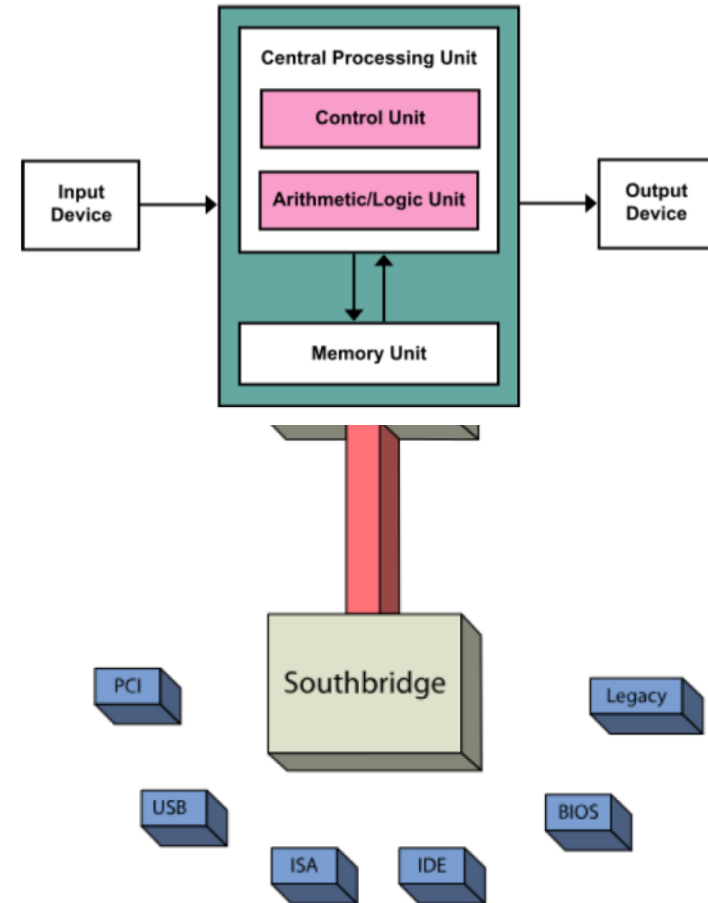 Central Processing Unit
Control Unit
Input
Device
Arithmetic/Logic Unit
Output
Device
Memory Unit
Southbridge
PCI
Legacy
USB
BIOS
ISA
IDE